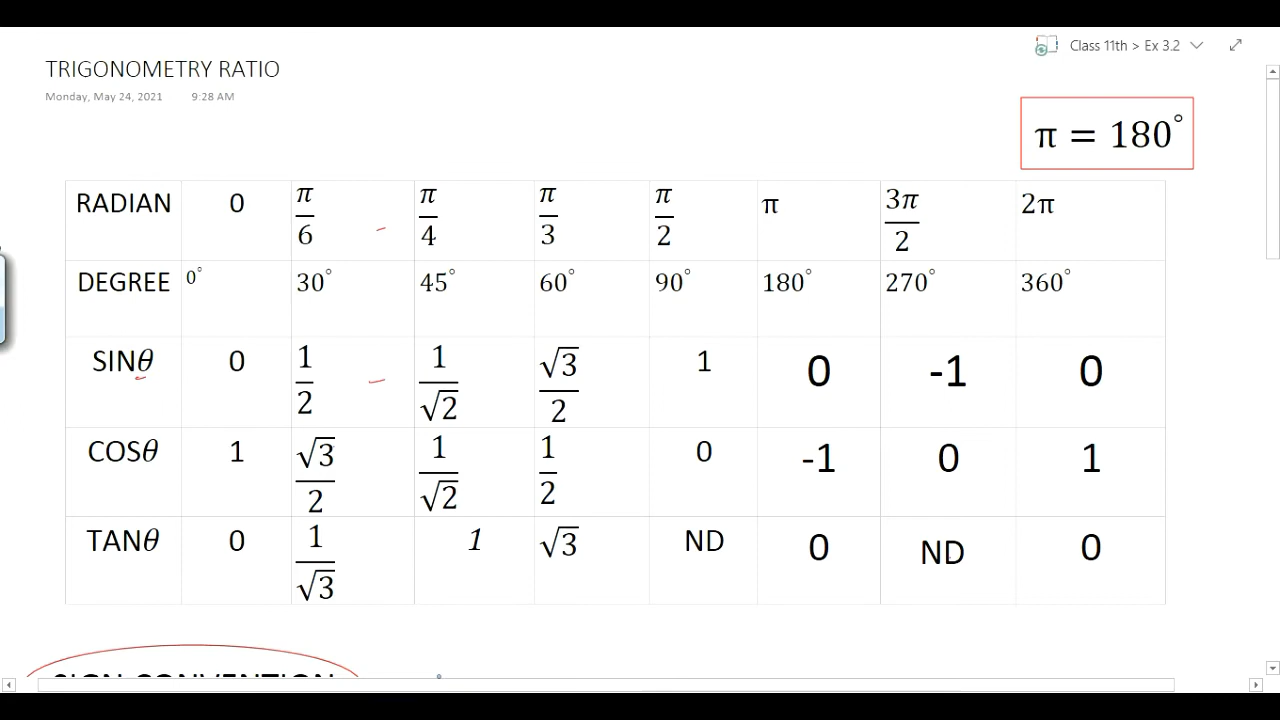 Class 11th > Ex 3.2
TRIGONOMETRY RATIO
Monday, May 24, 2021 9:28 AM
π = 180°
RADIAN 0 π/6 π/4 π/3 π/2 π 3π/2 2π
DEGREE 0° 30° 45° 60° 90° 180° 270° 360°
SINθ 0 1/2 1/√2 √3/2 1 0 -1 0
COSθ 1 √3/2 1/√2 1/2 0 -1 0 1
TANθ 0 1/√3 1 √3 ND 0 ND 0
SIGN CONVENTION